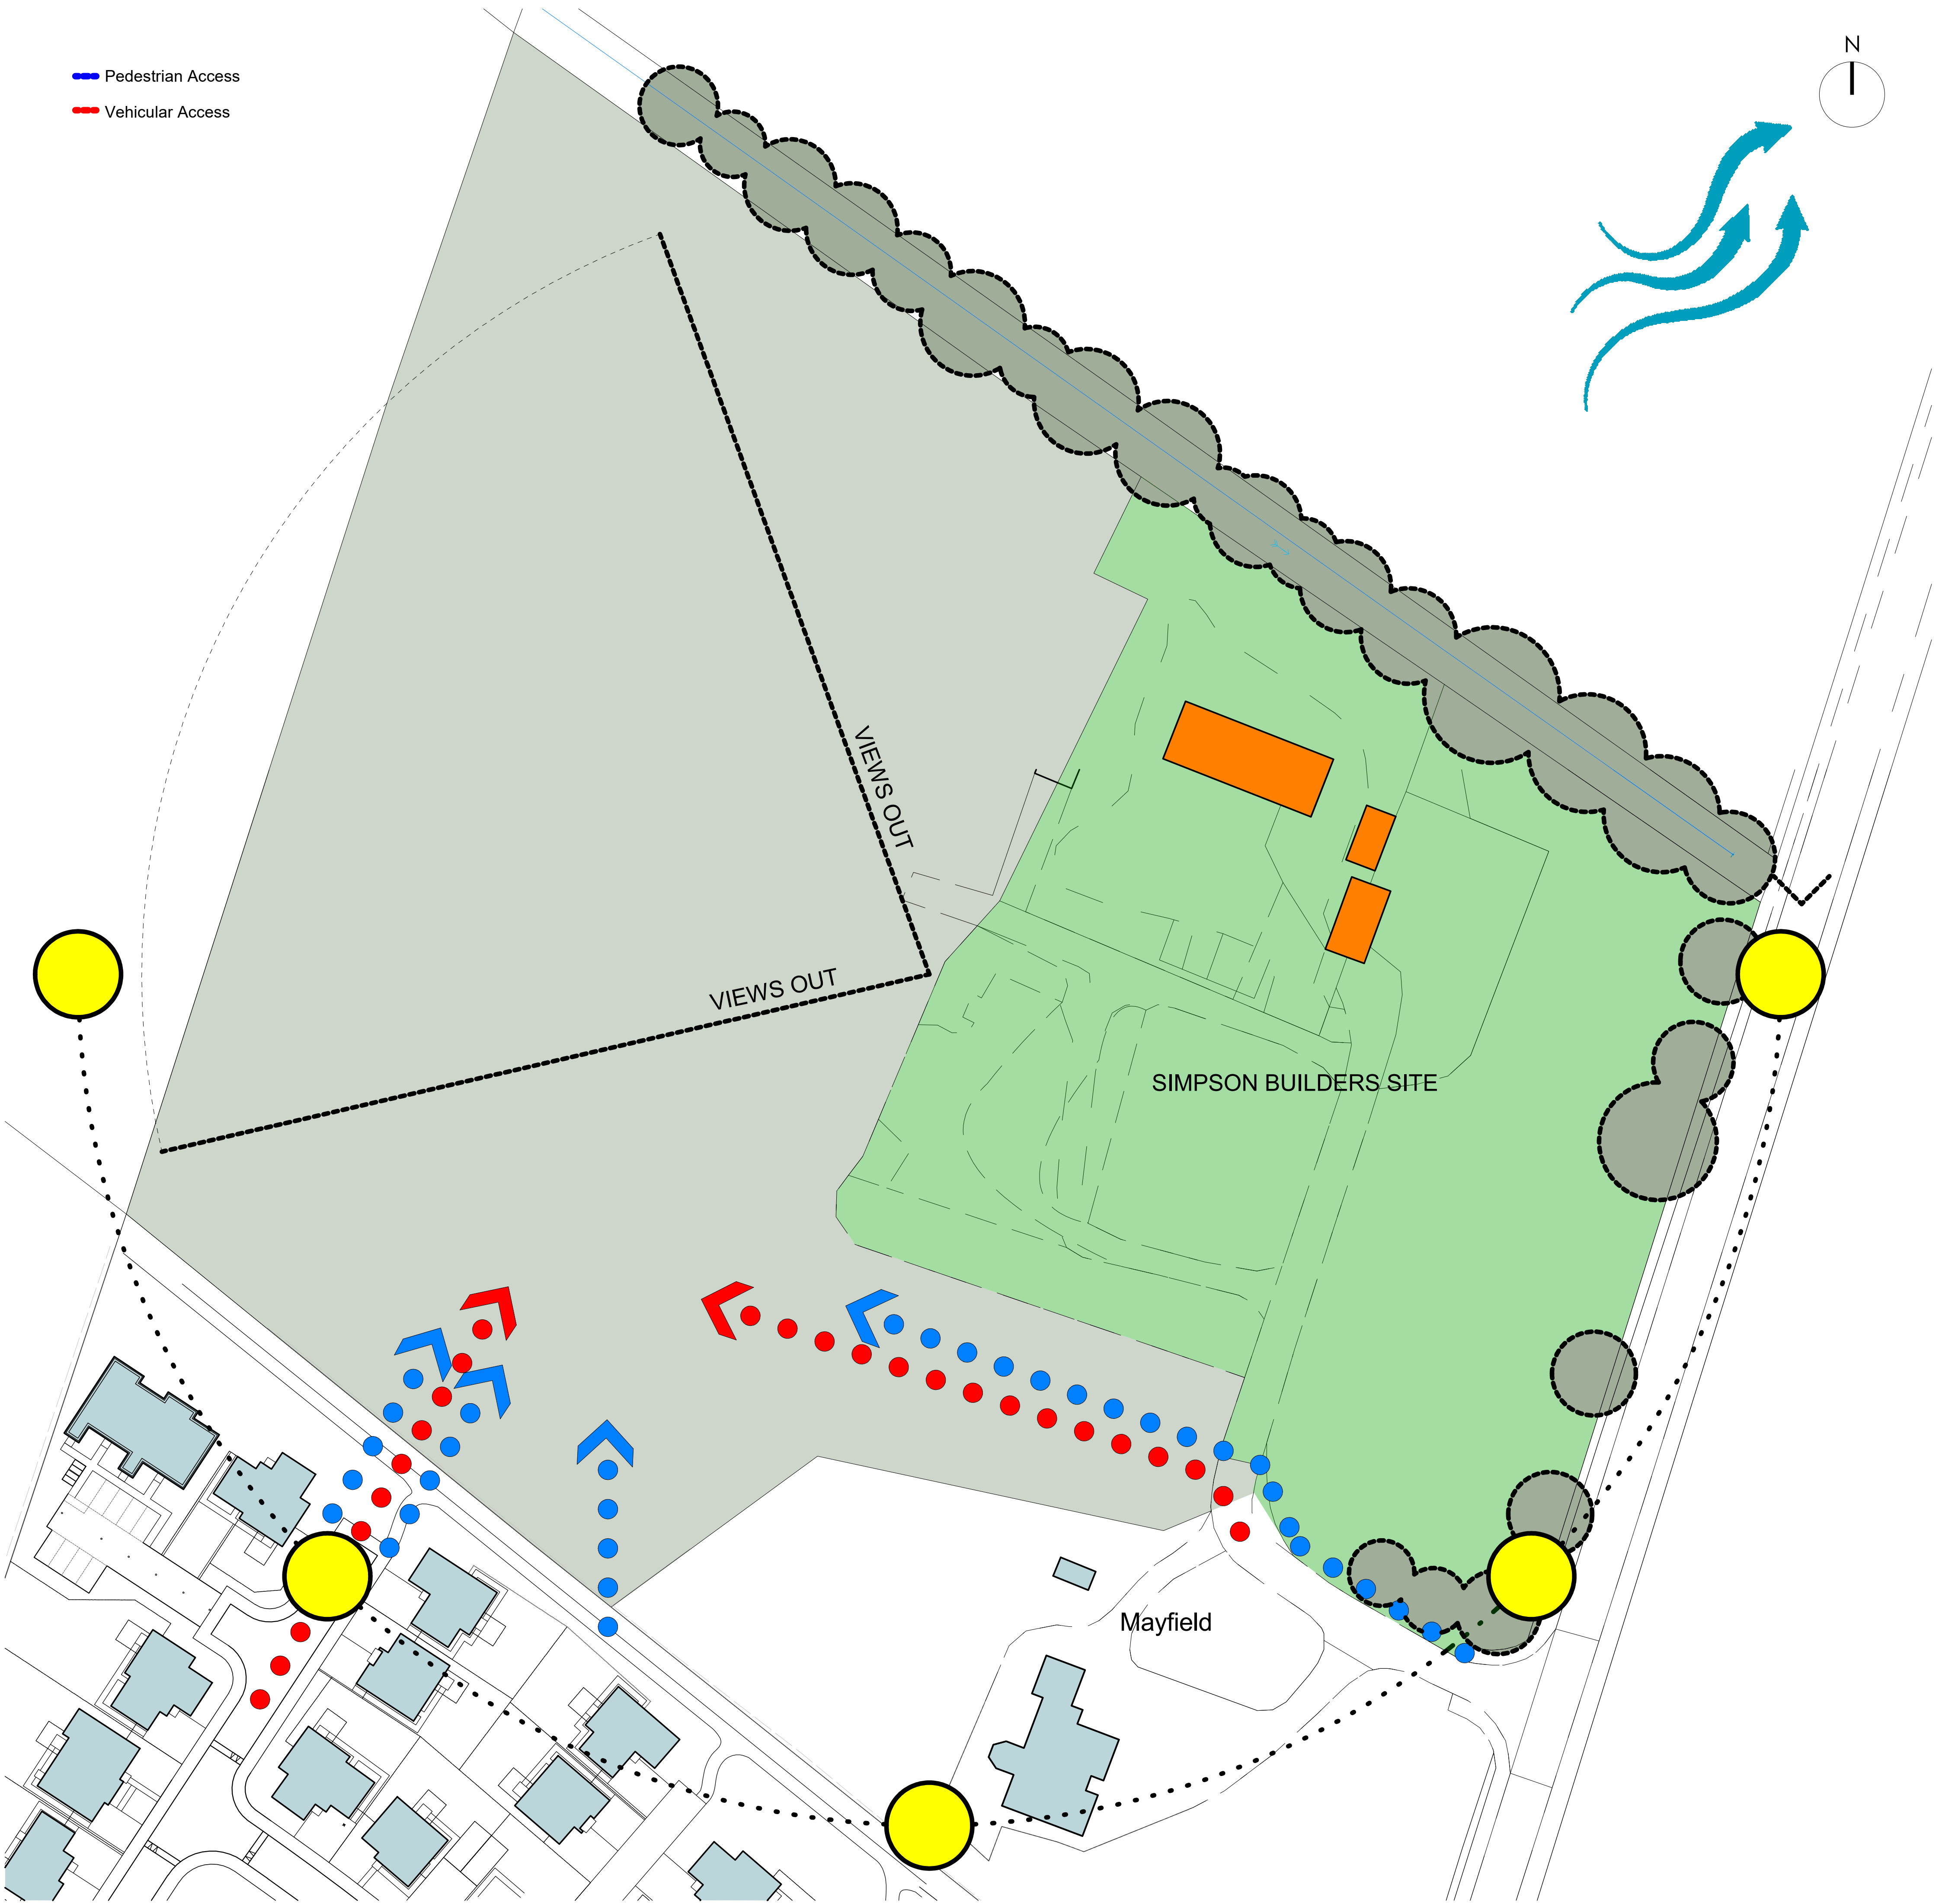 N
Pedestrian Access
Vehicular Access
VIEWS OUT
VIEWS OUT
SIMPSON BUILDERS SITE
Mayfield